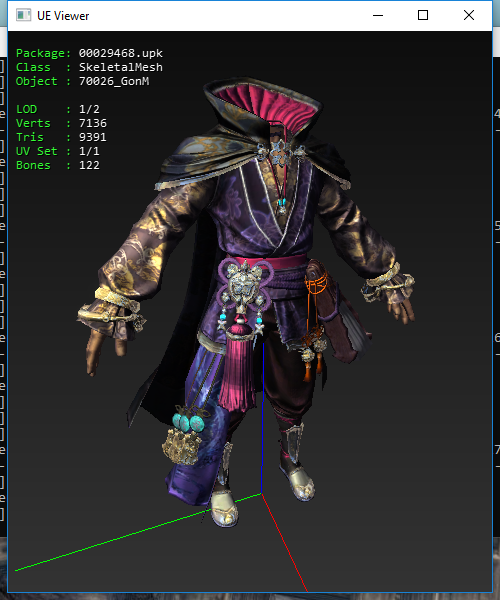 UE Viewer
Package: 00029468.upk
Class : SkeletalMesh
Object : 70026_GonM
LOD : 1/2
Verts : 7136
Tris : 9391
UV Set : 1/1
Bones : 122